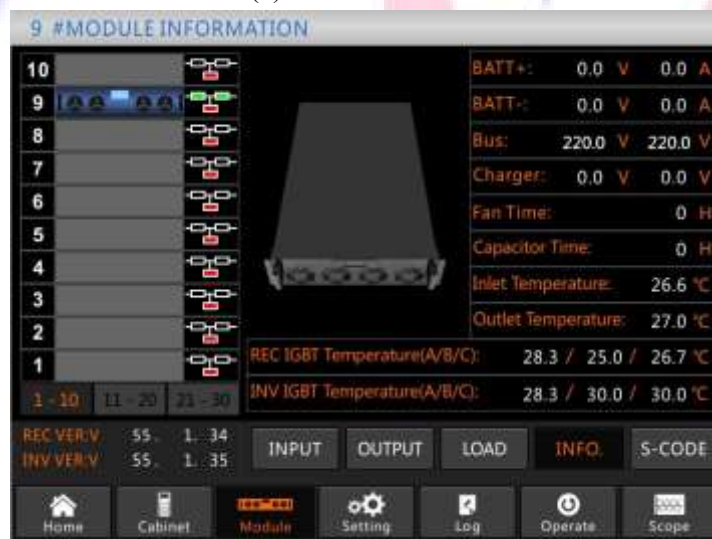 9 #MODULE INFORMATION
10
9
8
7
6
5
4
3
2
1
1 - 10 11 - 20 21 - 30
BATT+: 0.0 V 0.0 A
BATT-: 0.0 V 0.0 A
Bus: 220.0 V 220.0 V
Charger: 0.0 V 0.0 V
Fan Time: 0 H
Capacitor Time: 0 H
Inlet Temperature: 26.6 ℃
Outlet Temperature: 27.0 ℃
REC IGBT Temperature(A/B/C): 28.3 / 25.0 / 26.7 ℃
INV IGBT Temperature(A/B/C): 28.3 / 30.0 / 30.0 ℃
REC VER:V 55. 1. 34
INV VER:V 55. 1. 35
INPUT OUTPUT LOAD INFO. S-CODE
Home Cabinet Module Setting Log Operate Scope